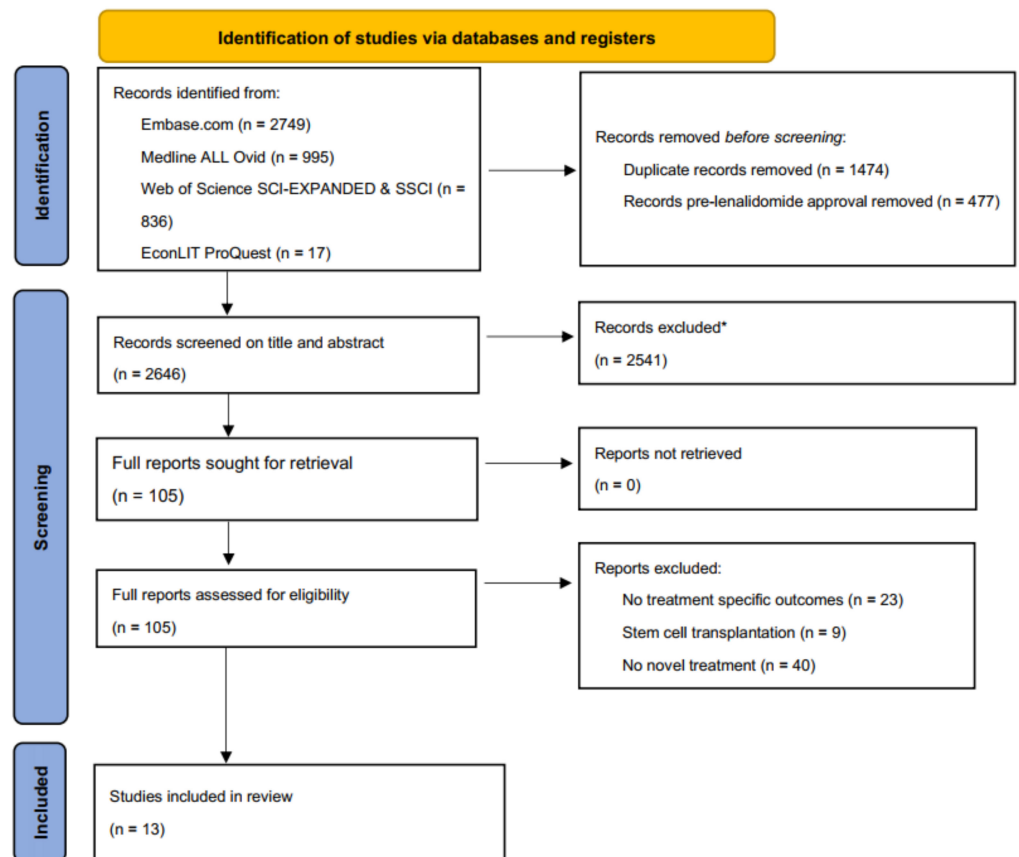 Identification of studies via databases and registers
Identification
Records identified from:
Embase.com (n = 2749)
Medline ALL Ovid (n = 995)
Web of Science SCI-EXPANDED & SSCI (n =
836)
EconLIT ProQuest (n = 17)
Records removed before screening:
Duplicate records removed (n = 1474)
Records pre-lenalidomide approval removed (n = 477)
Screening
Records screened on title and abstract
(n = 2646)
Records excluded*
(n = 2541)
Full reports sought for retrieval
(n = 105)
Reports not retrieved
(n = 0)
Full reports assessed for eligibility
(n = 105)
Reports excluded:
No treatment specific outcomes (n = 23)
Stem cell transplantation (n = 9)
No novel treatment (n = 40)
Included
Studies included in review
(n = 13)